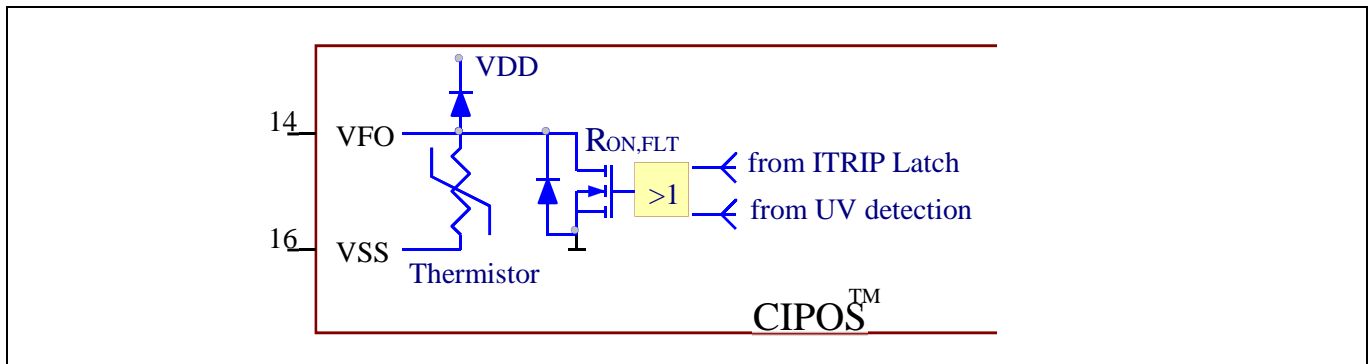 VDD
14 VFO
RON,FLT
from ITRIP Latch
>1
from UV detection
16 VSS
Thermistor
CIPOS™